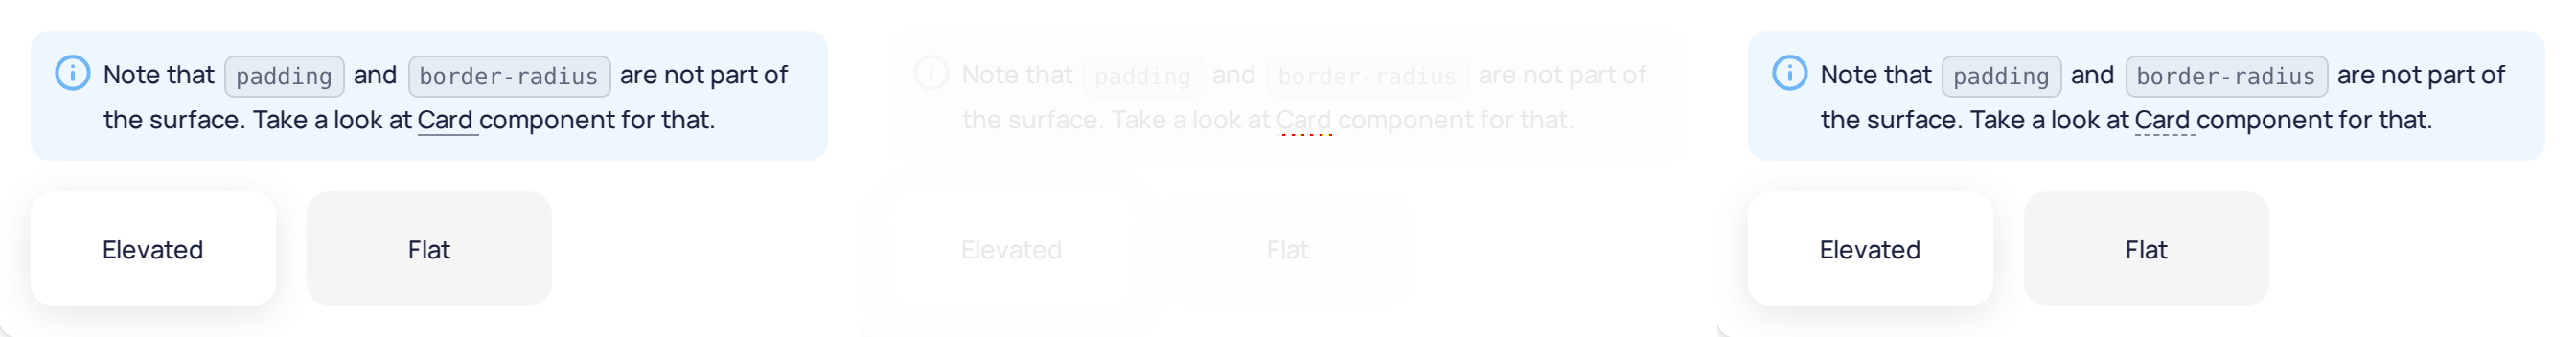 Note that padding and border-radius are not part of
the surface. Take a look at Card component for that.
Elevated
Flat
Note that padding and border-radius are not part of
the surface. Take a look at Card component for that.
Elevated
Flat
Note that padding and border-radius are not part of
the surface. Take a look at Card component for that.
Elevated
Flat